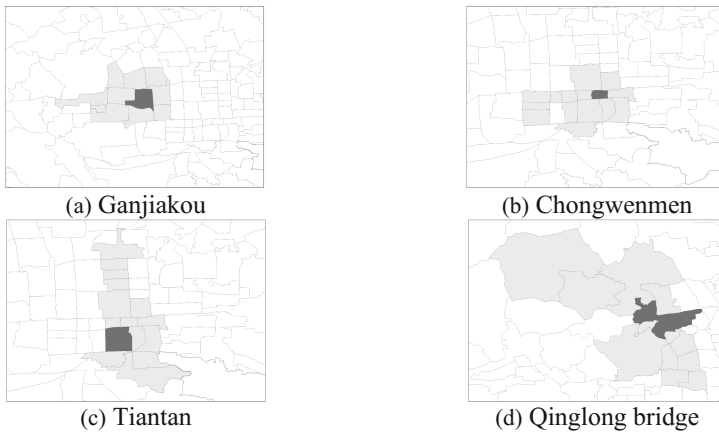 (a) Ganjiakou
(b) Chongwenmen
(c) Tiantan
(d) Qinglong bridge